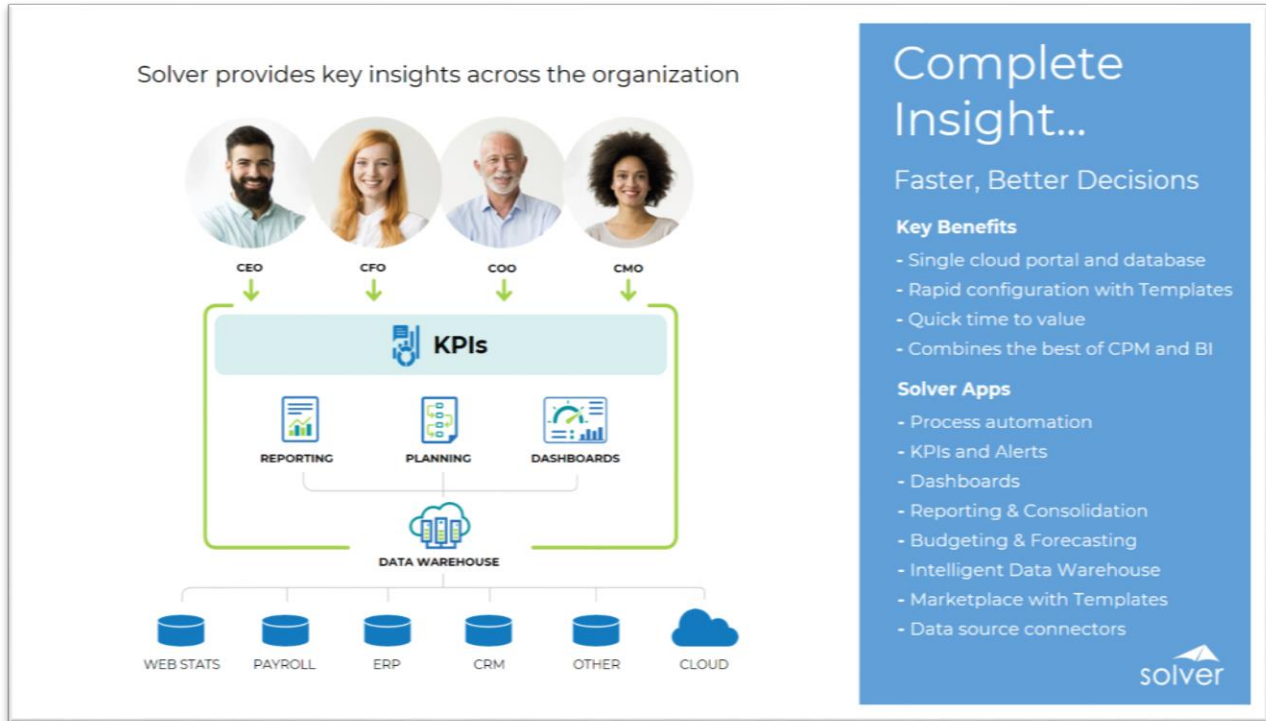 Solver provides key insights across the organization
CEO
CFO
COO
CMO
KPIs
REPORTING
PLANNING
DASHBOARDS
DATA WAREHOUSE
WEB STATS
PAYROLL
ERP
CRM
OTHER
CLOUD
Complete
Insight...
Faster, Better Decisions
Key Benefits
- Single cloud portal and database
- Rapid configuration with Templates
- Quick time to value
- Combines the best of CPM and BI
Solver Apps
- Process automation
- KPIs and Alerts
- Dashboards
- Reporting & Consolidation
- Budgeting & Forecasting
- Intelligent Data Warehouse
- Marketplace with Templates
- Data source connectors
solver